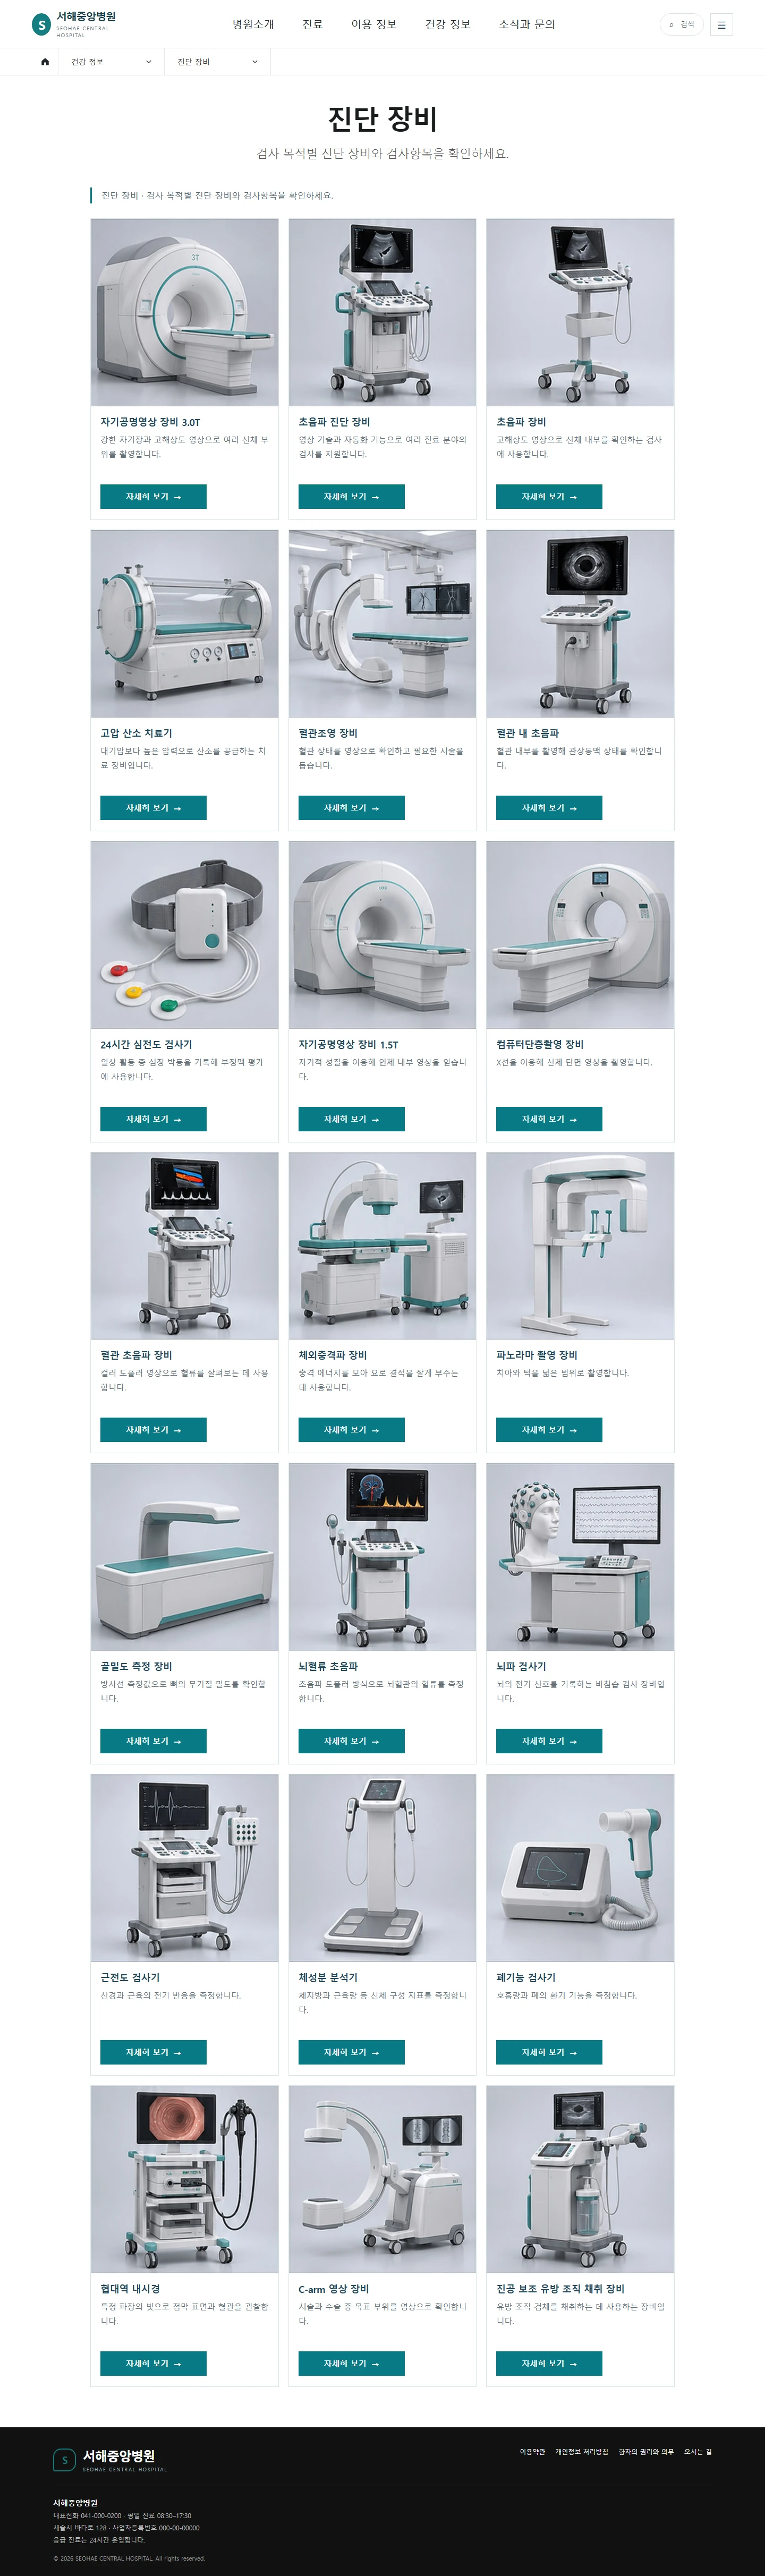 S 서해중앙병원
SEOHAE CENTRAL
HOSPITAL
병원소개 진료 이용 정보 건강 정보 소식과 문의
검색
건강 정보 진단 장비
진단 장비
검사 목적별 진단 장비와 검사항목을 확인하세요.
진단 장비 · 검사 목적별 진단 장비와 검사항목을 확인하세요.
3T
자기공명영상 장비 3.0T
강한 자기장과 고해상도 영상으로 여러 신체 부
위를 촬영합니다.
자세히 보기 →
초음파 진단 장비
영상 기술과 자동화 기능으로 여러 진료 분야의
검사를 지원합니다.
자세히 보기 →
초음파 장비
고해상도 영상으로 신체 내부를 확인하는 검사
에 사용합니다.
자세히 보기 →
고압 산소 치료기
대기압보다 높은 압력으로 산소를 공급하는 치
료 장비입니다.
자세히 보기 →
혈관조영 장비
혈관 상태를 영상으로 확인하고 필요한 시술을
돕습니다.
자세히 보기 →
혈관 내 초음파
혈관 내부를 촬영해 관상동맥 상태를 확인합니
다.
자세히 보기 →
24시간 심전도 검사기
일상 활동 중 심장 박동을 기록해 부정맥 평가
에 사용합니다.
자세히 보기 →
자기공명영상 장비 1.5T
자기적 성질을 이용해 인체 내부 영상을 얻습니
다.
자세히 보기 →
컴퓨터단층촬영 장비
X선을 이용해 신체 단면 영상을 촬영합니다.
자세히 보기 →
혈관 초음파 장비
컬러 도플러 영상으로 혈류를 살펴보는 데 사용
합니다.
자세히 보기 →
체외충격파 장비
충격 에너지를 모아 요로 결석을 잘게 부수는
데 사용합니다.
자세히 보기 →
파노라마 촬영 장비
치아와 턱을 넓은 범위로 촬영합니다.
자세히 보기 →
골밀도 측정 장비
방사선 측정값으로 뼈의 무기질 밀도를 확인합
니다.
자세히 보기 →
뇌혈류 초음파
초음파 도플러 방식으로 뇌혈관의 혈류를 측정
합니다.
자세히 보기 →
뇌파 검사기
뇌의 전기 신호를 기록하는 비침습 검사 장비입
니다.
자세히 보기 →
근전도 검사기
신경과 근육의 전기 반응을 측정합니다.
자세히 보기 →
체성분 분석기
체지방과 근육량 등 신체 구성 지표를 측정합니
다.
자세히 보기 →
폐기능 검사기
호흡량과 폐의 환기 기능을 측정합니다.
자세히 보기 →
협대역 내시경
특정 파장의 빛으로 점막 표면과 혈관을 관찰합
니다.
자세히 보기 →
C-arm 영상 장비
시술과 수술 중 목표 부위를 영상으로 확인합니
다.
자세히 보기 →
진공 보조 유방 조직 채취 장비
유방 조직 검체를 채취하는 데 사용하는 장비입
니다.
자세히 보기 →
S 서해중앙병원
SEOHAE CENTRAL HOSPITAL
이용약관 개인정보 처리방침 환자의 권리와 의무 오시는 길
서해중앙병원
대표전화 041-000-0200 · 평일 진료 08:30–17:30
새솔시 바다로 128 · 사업자등록번호 000-00-00000
응급 진료는 24시간 운영합니다.
© 2026 SEOHAE CENTRAL HOSPITAL. All rights reserved.